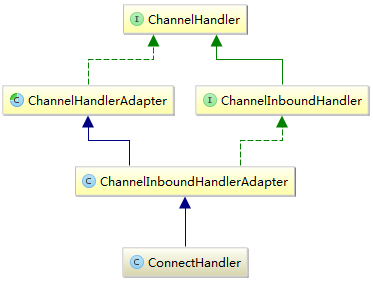 I ChannelHandler
C ChannelHandlerAdapter
I ChannelInboundHandler
C ChannelInboundHandlerAdapter
C ConnectHandler